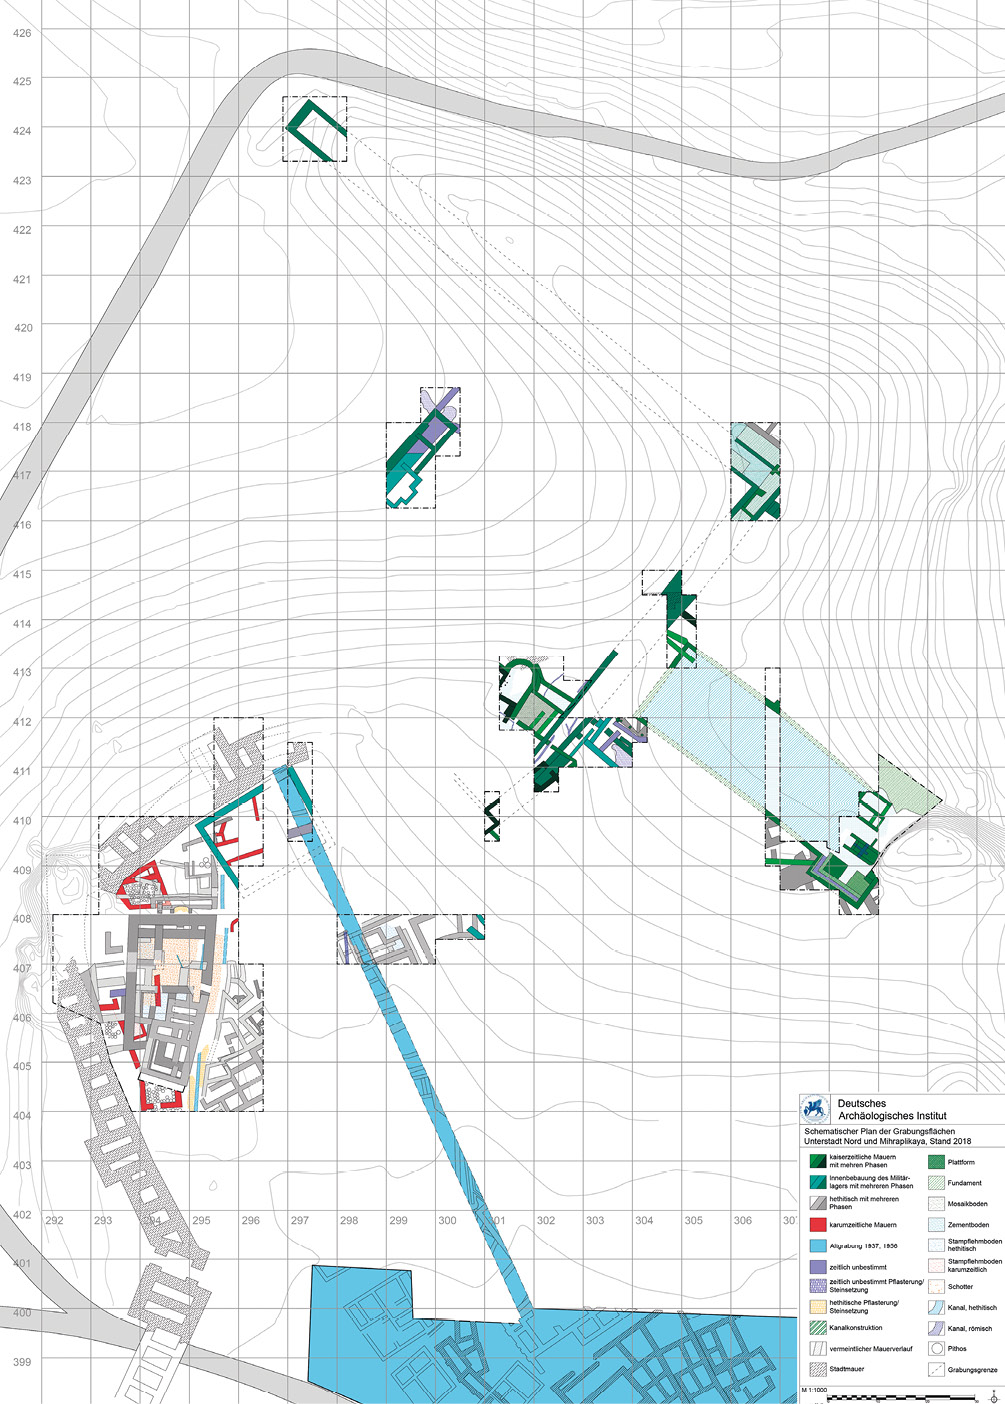 426
425
424
423
422
421
420
419
418
417
416
415
414
413
412
411
410
409
408
407
406
405
404
403
402
292
293
294
295
296
297
298
299
300
301
302
303
304
305
306
307
401
400
399
Deutsches
Archäologisches Institut
Schematischer Plan der Grabungsflächen
Unterstadt Nord und Mihraplikaya, Stand 2018
kaiserzeitliche Mauern
mit mehren Phasen
Innenbebauung des Militär-
lagers mit mehreren Phasen
hethitisch mit mehreren
Phasen
karumzeitliche Mauern
Altgrabung 1937, 1938
zeitlich unbestimmt
zeitlich unbestimmt Pflasterung/
Steinsetzung
hethitische Pflasterung/
Steinsetzung
Kanalkonstruktion
vermeintlicher Mauerverlauf
Stadtmauer
Plattform
Fundament
Mosaikboden
Zementboden
Stampflehmboden
hethitisch
Stampflehmboden
karumzeitlich
Schotter
Kanal, hethitisch
Kanal, römisch
Pithos
Grabungsgrenze
M 1:1000